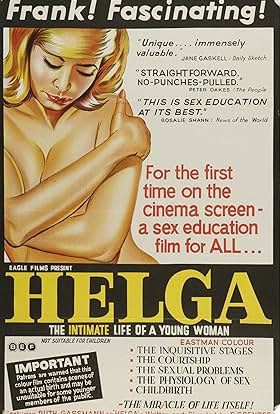 Frank! Fascinating!
"Unique.... immensely
valuable."
JANE GASKELL: Daily Sketch
"STRAIGHTFORWARD,
NO-PUNCHES-PULLED."
PETER OAKES: The People
"THIS IS SEX EDUCATION
AT ITS BEST."
ROSALIE SHANN: News of the World
For the first
time on the
cinema screen-
a sex education
film for ALL...
EAGLE FILMS PRESENT
HELGA
THE INTIMATE LIFE OF A YOUNG WOMAN
NOT SUITABLE FOR CHILDREN
EASTMAN COLOUR
IMPORTANT
Patrons are warned that this
colour film contains scenes of
an actual birth and may be
unsuitable for some younger
members of the public.
• THE INQUISITIVE STAGES
• THE COURTSHIP
• THE SEXUAL PROBLEMS
• THE PHYSIOLOGY OF SEX
• CHILDBIRTH
-THE MIRACLE OF LIFE ITSELF!
RUTH GASSMANN